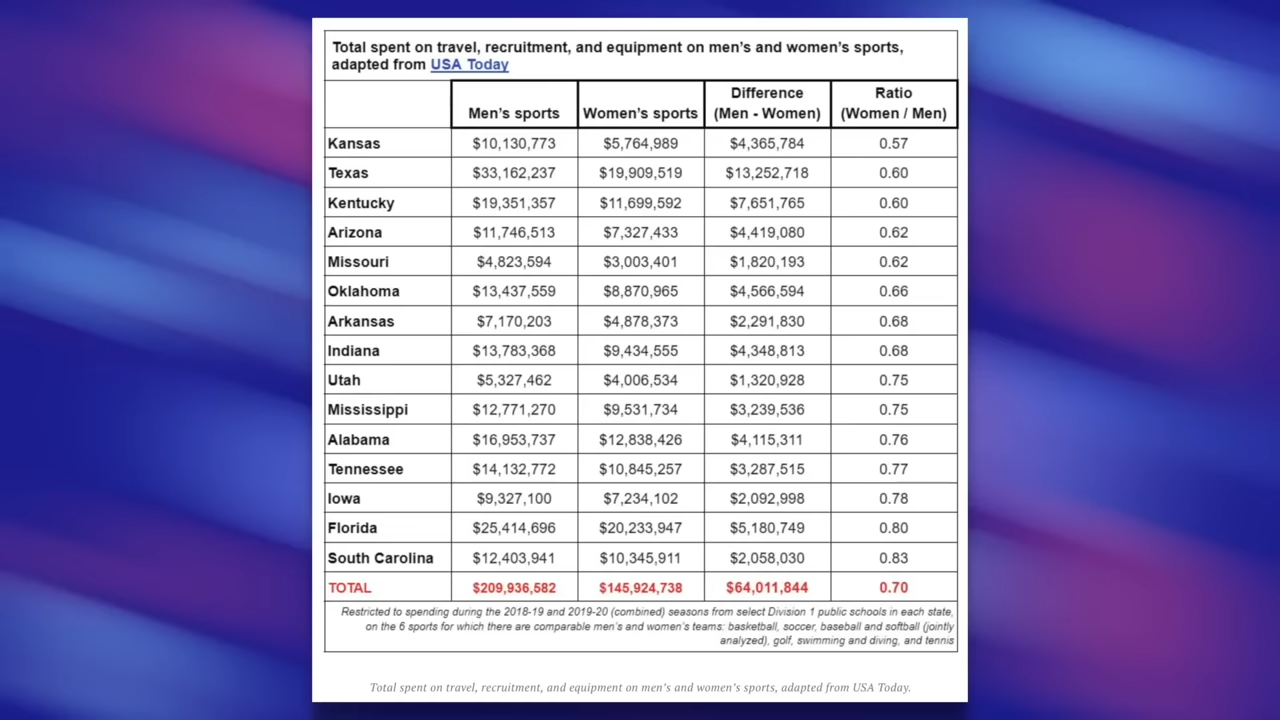 Total spent on travel, recruitment, and equipment on men's and women's sports,
adapted from USA Today
Men's sports Women's sports Difference (Men - Women) Ratio (Women / Men)
Kansas $10,130,773 $5,764,989 $4,365,784 0.57
Texas $33,162,237 $19,909,519 $13,252,718 0.60
Kentucky $19,351,357 $11,699,592 $7,651,765 0.60
Arizona $11,746,513 $7,327,433 $4,419,080 0.62
Missouri $4,823,594 $3,003,401 $1,820,193 0.62
Oklahoma $13,437,559 $8,870,965 $4,566,594 0.66
Arkansas $7,170,203 $4,878,373 $2,291,830 0.68
Indiana $13,783,368 $9,434,555 $4,348,813 0.68
Utah $5,327,462 $4,006,534 $1,320,928 0.75
Mississippi $12,771,270 $9,531,734 $3,239,536 0.75
Alabama $16,953,737 $12,838,426 $4,115,311 0.76
Tennessee $14,132,772 $10,845,257 $3,287,515 0.77
Iowa $9,327,100 $7,234,102 $2,092,998 0.78
Florida $25,414,696 $20,233,947 $5,180,749 0.80
South Carolina $12,403,941 $10,345,911 $2,058,030 0.83
TOTAL $209,936,582 $145,924,738 $64,011,844 0.70
Restricted to spending during the 2018-19 and 2019-20 (combined) seasons from select Division 1 public schools in each state,
on the 6 sports for which there are comparable men's and women's teams: basketball, soccer, baseball and softball (jointly
analyzed), golf, swimming and diving, and tennis
Total spent on travel, recruitment, and equipment on men's and women's sports, adapted from USA Today.